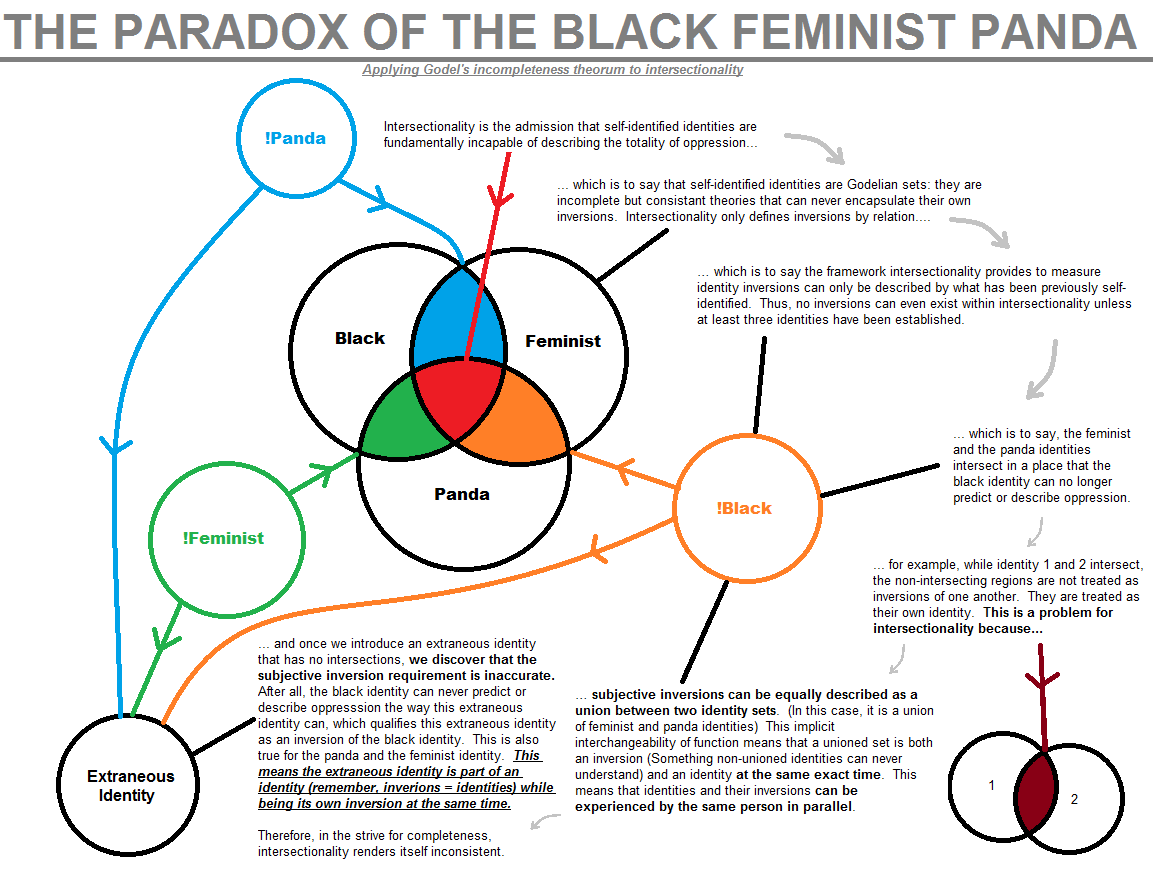 THE PARADOX OF THE BLACK FEMINIST PANDA
Applying Godel's incompleteness theorum to intersectionality
!Panda
Intersectionality is the admission that self-identified identities are
fundamentally incapable of describing the totality of oppression...
... which is to say that self-identified identities are Godelian sets: they are
incomplete but consistant theories that can never encapsulate their own
inversions. Intersectionality only defines inversions by relation....
... which is to say the framework intersectionality provides to measure
identity inversions can only be described by what has been previously self-
identified. Thus, no inversions can even exist within intersectionality unless
at least three identities have been established.
Black
Feminist
Panda
!Feminist
!Black
... which is to say, the feminist
and the panda identities
intersect in a place that the
black identity can no longer
predict or describe oppression.
... for example, while identity 1 and 2 intersect,
the non-intersecting regions are not treated as
inversions of one another. They are treated as
their own identity. This is a problem for
intersectionality because...
1
2
... subjective inversions can be equally described as a
union between two identity sets. (In this case, it is a union
of feminist and panda identities) This implicit
interchangeability of function means that a unioned set is both
an inversion (Something non-unioned identities can never
understand) and an identity at the same exact time. This
means that identities and their inversions can be
experienced by the same person in parallel.
... and once we introduce an extraneous identity
that has no intersections, we discover that the
subjective inversion requirement is inaccurate.
After all, the black identity can never predict or
describe oppresssion the way this extraneous
identity can, which qualifies this extraneous identity
as an inversion of the black identity. This is also
true for the panda and the feminist identity. This
means the extraneous identity is part of an
identity (remember, inverions = identities) while
being its own inversion at the same time.
Therefore, in the strive for completeness,
intersectionality renders itself inconsistent.
Extraneous
Identity